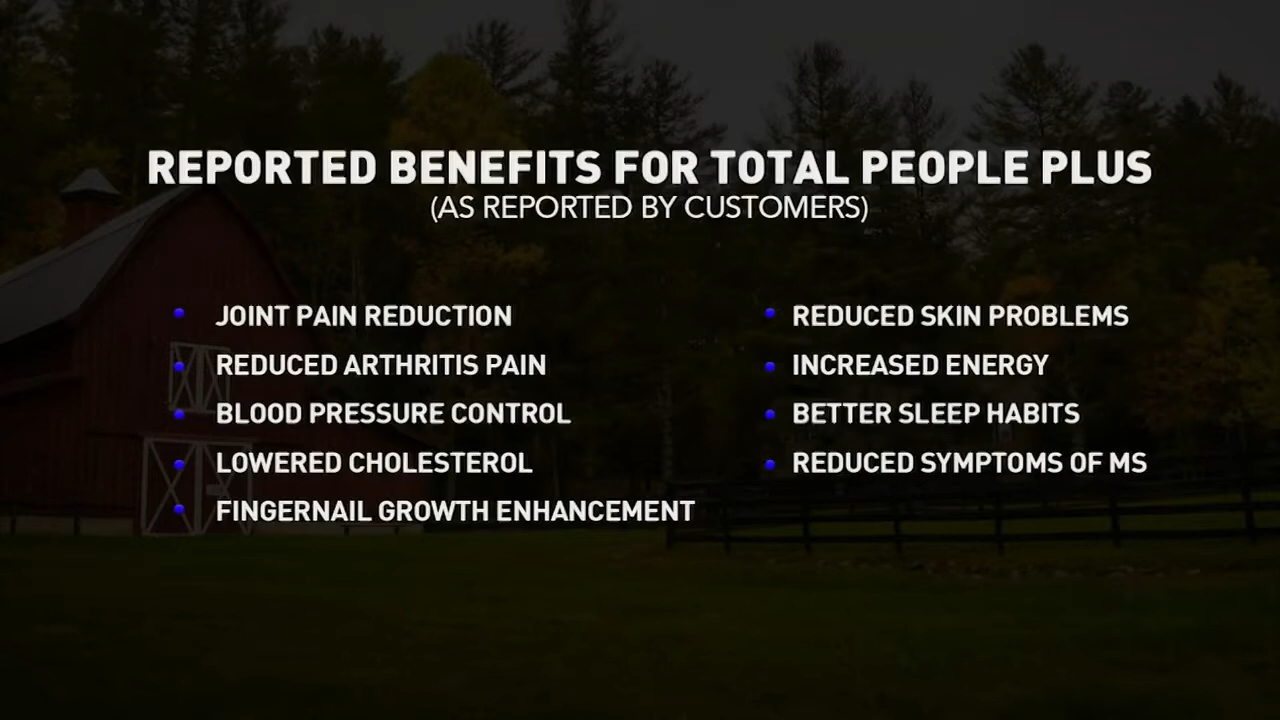 REPORTED BENEFITS FOR TOTAL PEOPLE PLUS
(AS REPORTED BY CUSTOMERS)
JOINT PAIN REDUCTION
REDUCED ARTHRITIS PAIN
BLOOD PRESSURE CONTROL
LOWERED CHOLESTEROL
FINGERNAIL GROWTH ENHANCEMENT
REDUCED SKIN PROBLEMS
INCREASED ENERGY
BETTER SLEEP HABITS
REDUCED SYMPTOMS OF MS